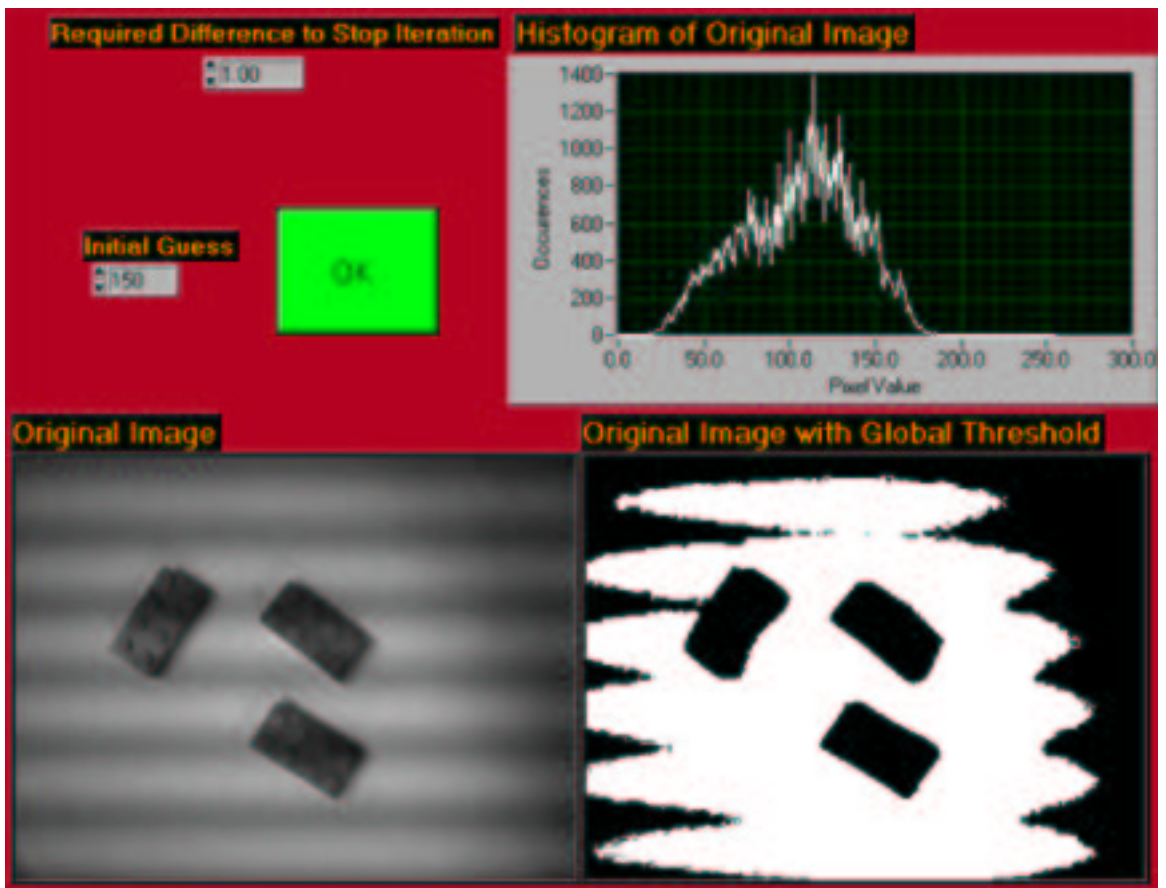 Required Difference to Stop Iteration
1.00
Initial Guess
150
OK
Histogram of Original Image
1400
1200
1000
800
600
400
200
0
Occurences
0.0 50.0 100.0 150.0 200.0 250.0 300.0
Pixel Value
Original Image
Original Image with Global Threshold